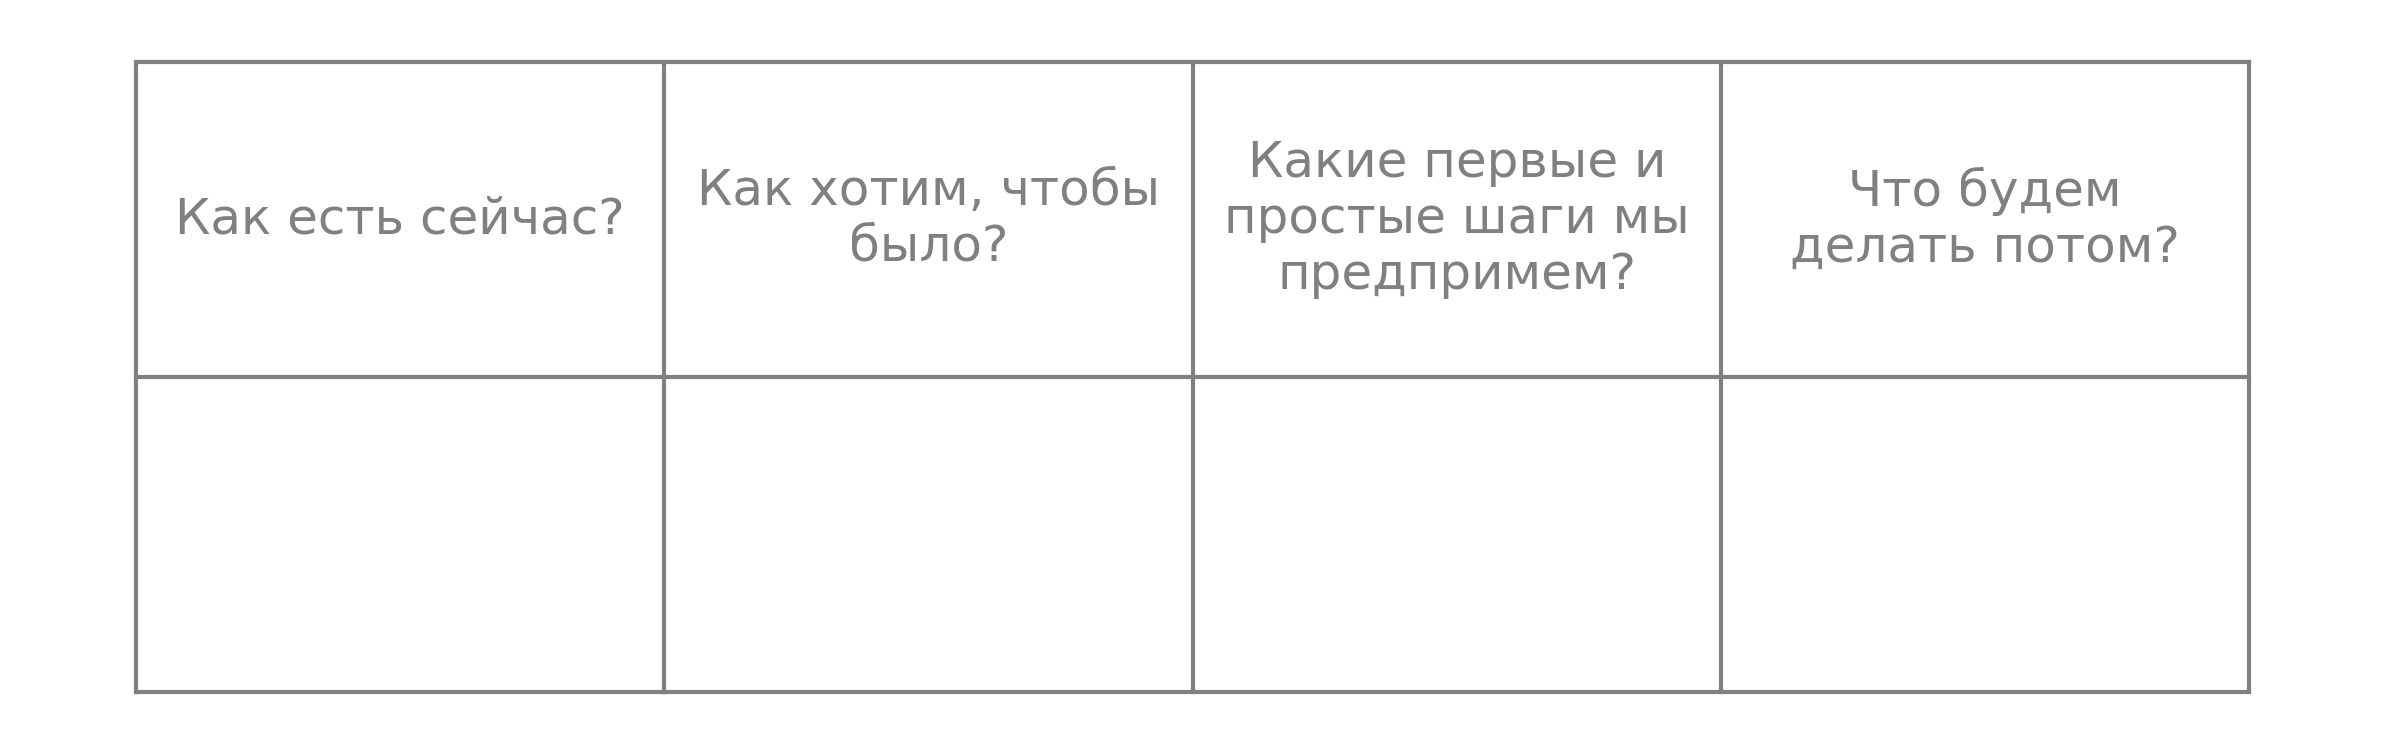 Как есть сейчас?
Как хотим, чтобы
было?
Какие первые и
простые шаги мы
предпримем?
Что будем
делать потом?